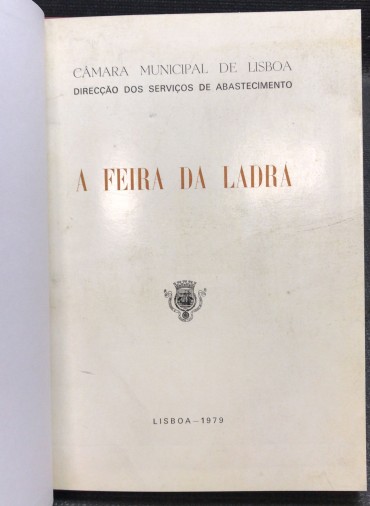 CÂMARA MUNICIPAL DE LISBOA
DIRECÇÃO DOS SERVIÇOS DE ABASTECIMENTO
A FEIRA DA LADRA
LISBOA—1979